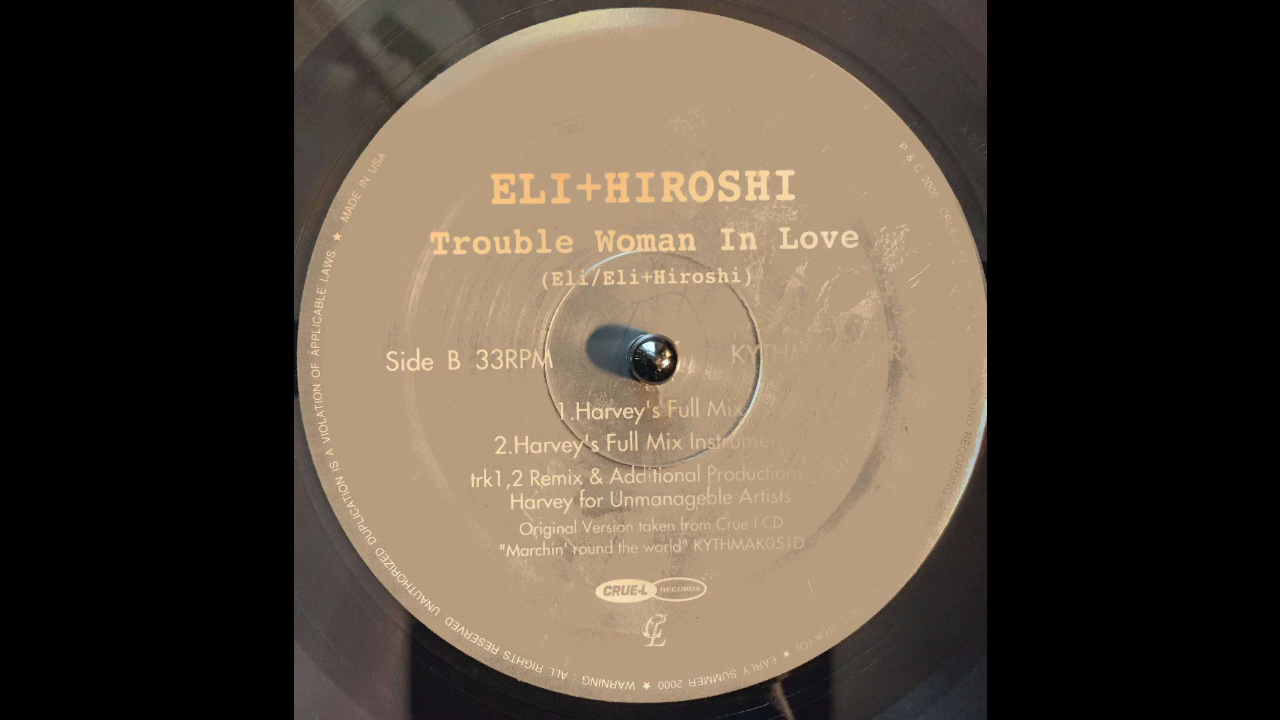 ELI+HIROSHI
Trouble Woman In Love
(Eli/Eli+Hiroshi)
Side B 33RPM
1.Harvey's Full Mix
2.Harvey's Full Mix
trk1,2 Remix & Additional Production
Harvey for Unmanageble Artists
Original Version taken from Crue-l CD
"Marchin' round the world" KYTHMAK051D
CRUE-L RECORDS
P & C 2000
EARLY SUMMER 2000 ★ WARNING : ALL RIGHTS RESERVED UNAUTHORIZED DUPLICATION IS A VIOLATION OF APPLICABLE LAWS ★ MADE IN USA